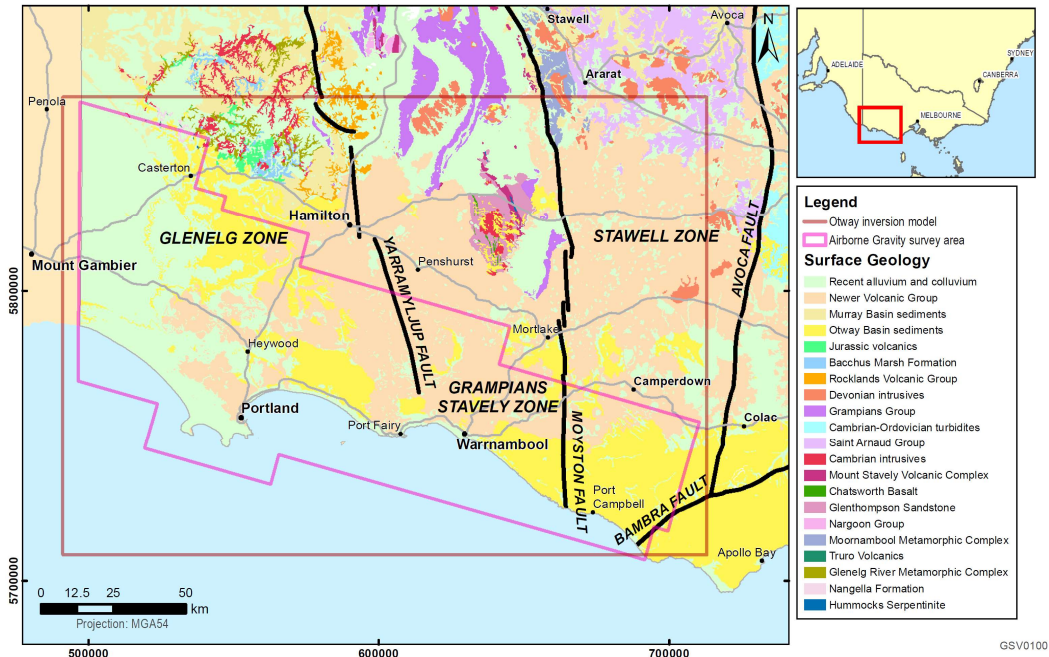 Stawell
Avoca
N
Ararat
Penola
Casterton
Hamilton
GLENELG ZONE
STAWELL ZONE
YARRAMYLJUP FAULT
AVOCA FAULT
Mount Gambier
Penshurst
5800000
Mortlake
Heywood
GRAMPIANS
STAVELY ZONE
Camperdown
Portland
Port Fairy
Warrnambool
Colac
MOYSTON FAULT
Port
Campbell
BAMBRA FAULT
Apollo Bay
5700000
0 12.5 25 50
km
Projection: MGA54
500000
600000
700000
ADELAIDE
SYDNEY
CANBERRA
MELBOURNE
Legend
Otway inversion model
Airborne Gravity survey area
Surface Geology
Recent alluvium and colluvium
Newer Volcanic Group
Murray Basin sediments
Otway Basin sediments
Jurassic volcanics
Bacchus Marsh Formation
Rocklands Volcanic Group
Devonian intrusives
Grampians Group
Cambrian-Ordovician turbidites
Saint Arnaud Group
Cambrian intrusives
Mount Stavely Volcanic Complex
Chatsworth Basalt
Glenthompson Sandstone
Nargoon Group
Moornambool Metamorphic Complex
Truro Volcanics
Glenelg River Metamorphic Complex
Nangella Formation
Hummocks Serpentinite
GSV0100